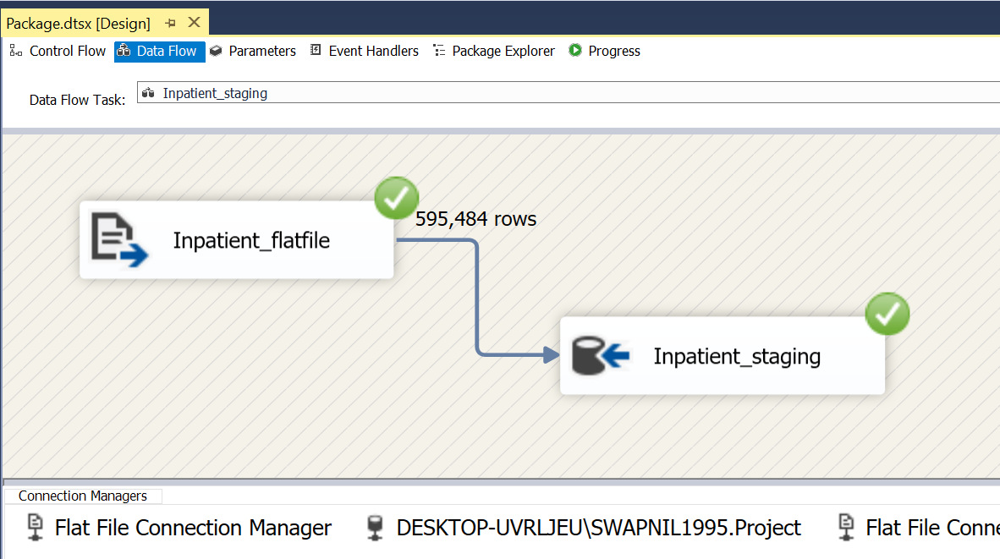 Package.dtsx [Design]
Control Flow Data Flow Parameters Event Handlers Package Explorer Progress
Data Flow Task: Inpatient_staging
595,484 rows
Inpatient_flatfile
Inpatient_staging
Connection Managers
Flat File Connection Manager DESKTOP-UVRLJEU\SWAPNIL1995.Project Flat File Conne